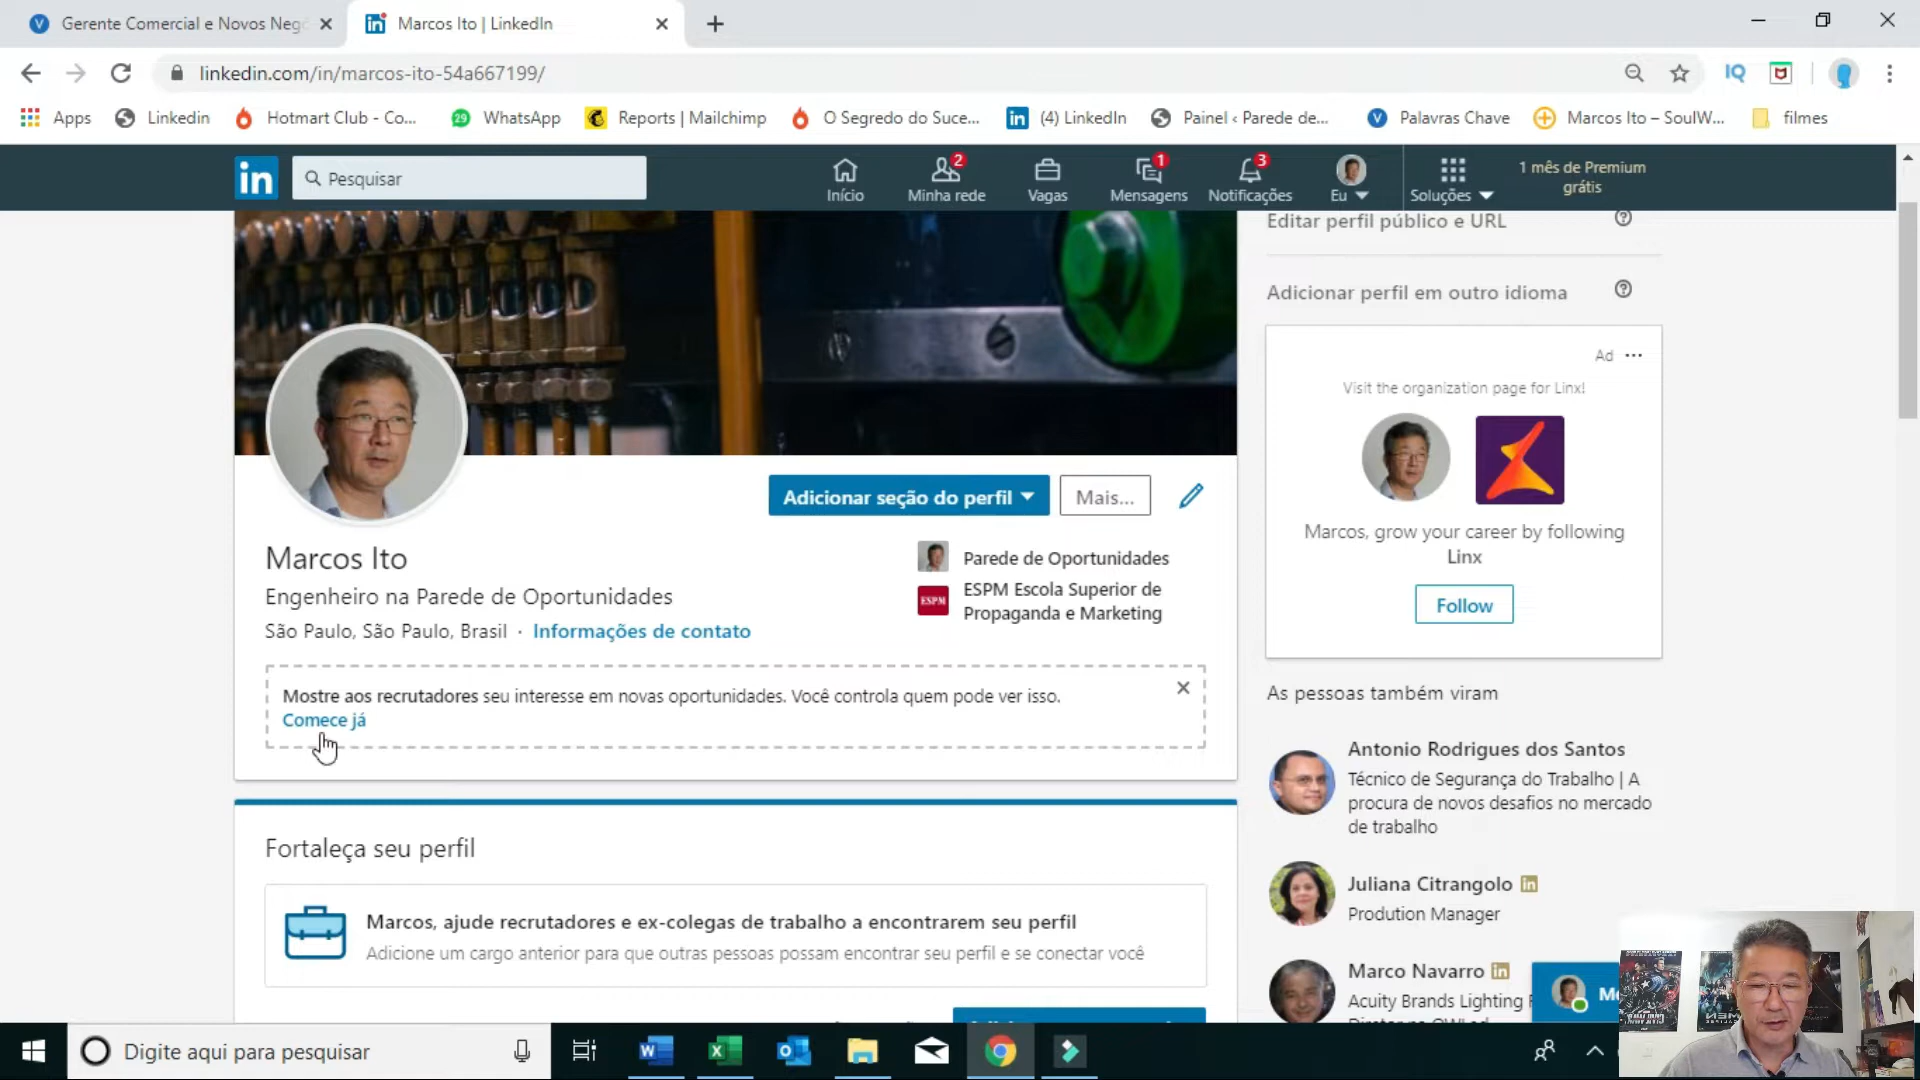 Gerente Comercial e Novos Neg
Marcos Ito | LinkedIn
linkedin.com/in/marcos-ito-54a667199/
IQ
Apps
Linkedin
Hotmart Club - Co...
29
WhatsApp
Reports | Mailchimp
O Segredo do Suce...
(4) LinkedIn
Painel ‹ Parede de...
Palavras Chave
Marcos Ito – SoulW...
filmes
in
Pesquisar
Início
2
Minha rede
Vagas
1
Mensagens
3
Notificações
Eu
Soluções
1 mês de Premium
grátis
Editar perfil público e URL
Adicionar perfil em outro idioma
Ad
Visit the organization page for Linx!
Marcos, grow your career by following
Linx
Follow
Adicionar seção do perfil
Mais...
Marcos Ito
Engenheiro na Parede de Oportunidades
São Paulo, São Paulo, Brasil · Informações de contato
Parede de Oportunidades
ESPM
ESPM Escola Superior de
Propaganda e Marketing
Mostre aos recrutadores seu interesse em novas oportunidades. Você controla quem pode ver isso.
Comece já
As pessoas também viram
Antonio Rodrigues dos Santos
Técnico de Segurança do Trabalho | A
procura de novos desafios no mercado
de trabalho
Juliana Citrangolo
Prodution Manager
Marco Navarro
Acuity Brands Lighting
Fortaleça seu perfil
Marcos, ajude recrutadores e ex-colegas de trabalho a encontrarem seu perfil
Adicione um cargo anterior para que outras pessoas possam encontrar seu perfil e se conectar você
Digite aqui para pesquisar